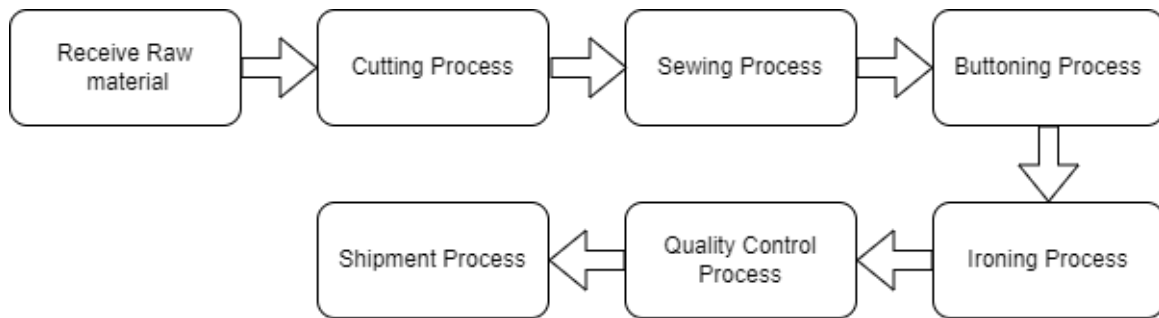 Receive Raw
material
Cutting Process
Sewing Process
Buttoning Process
Ironing Process
Quality Control
Process
Shipment Process